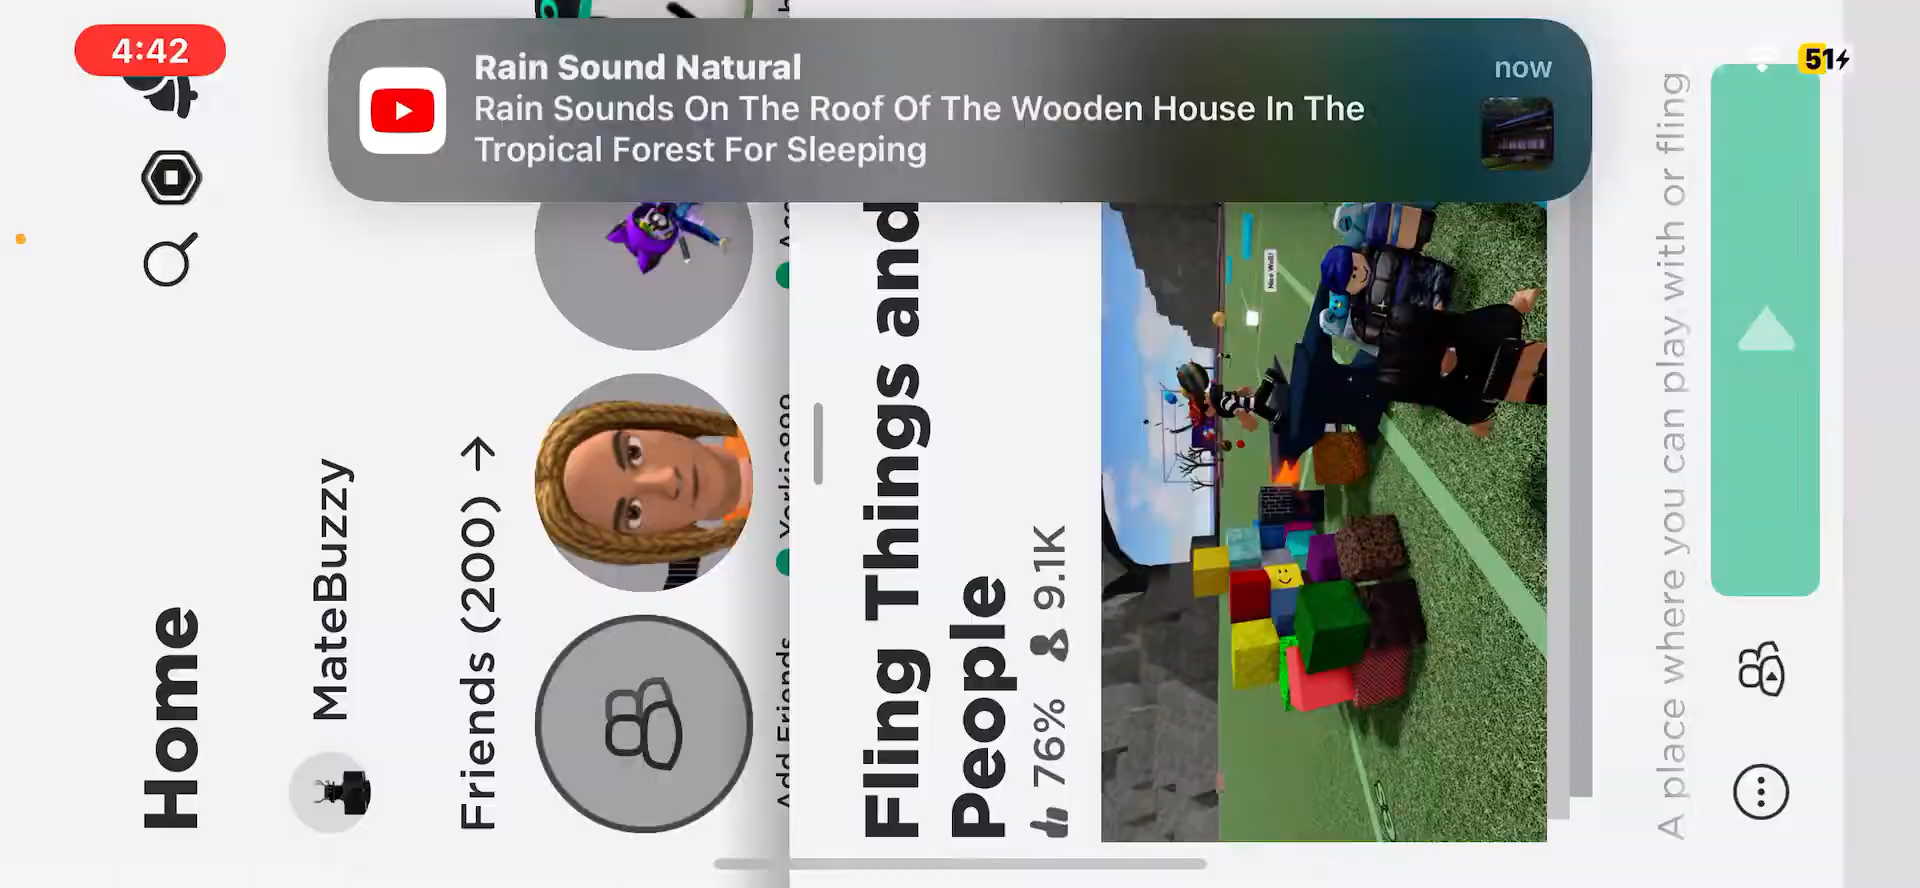 4:42
Rain Sound Natural
now
Rain Sounds On The Roof Of The Wooden House In The
Tropical Forest For Sleeping
51
Home
MateBuzzy
Friends (200)
Add Friends
Fling Things and
People
76% 9.1K
A place where you can play with or fling